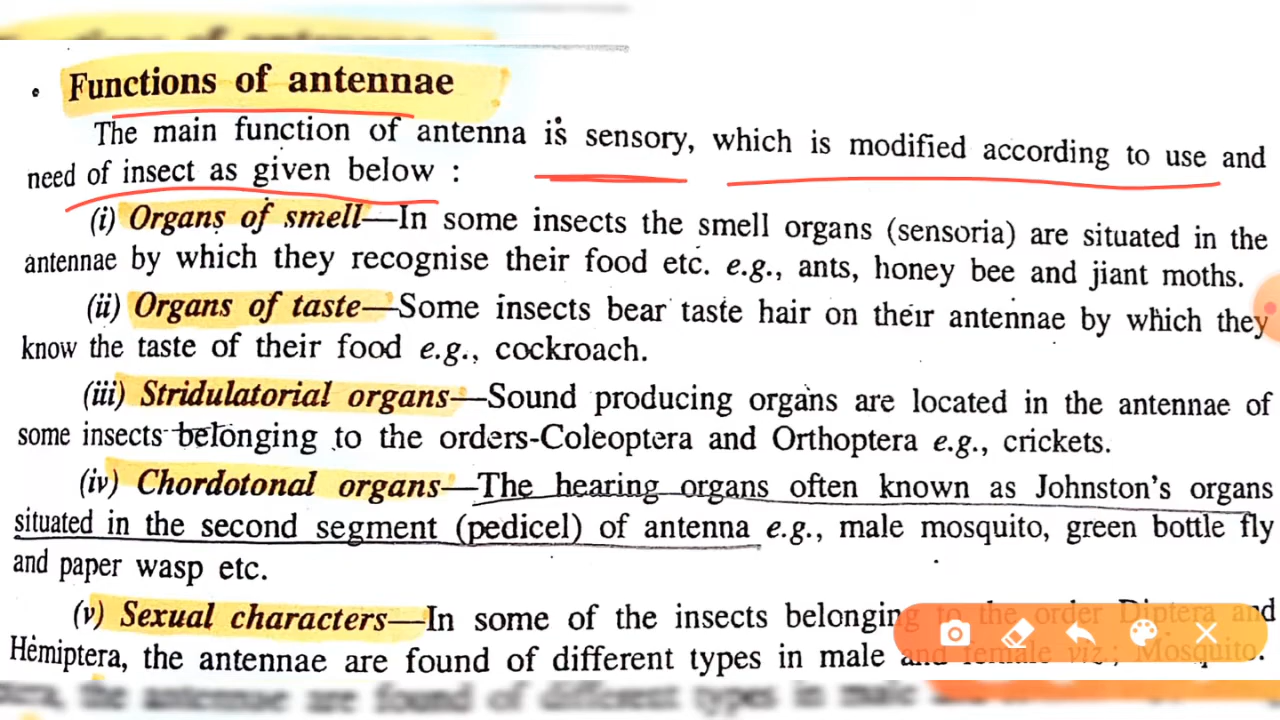 Functions of antennae
The main function of antenna is sensory, which is modified according to use and
need of insect as given below :
(i) Organs of smell—In some insects the smell organs (sensoria) are situated in the
antennae by which they recognise their food etc. e.g., ants, honey bee and jiant moths.
(ii) Organs of taste—Some insects bear taste hair on their antennae by which they
know the taste of their food e.g., cockroach.
(iii) Stridulatorial organs—Sound producing organs are located in the antennae of
some insects belonging to the orders-Coleoptera and Orthoptera e.g., crickets.
(iv) Chordotonal organs—The hearing organs often known as Johnston's organs
situated in the second segment (pedicel) of antenna e.g., male mosquito, green bottle fly
and paper wasp etc.
(v) Sexual characters—In some of the insects belonging to the order Diptera and
Hemiptera, the antennae are found of different types in male and female viz.; Mosquito.